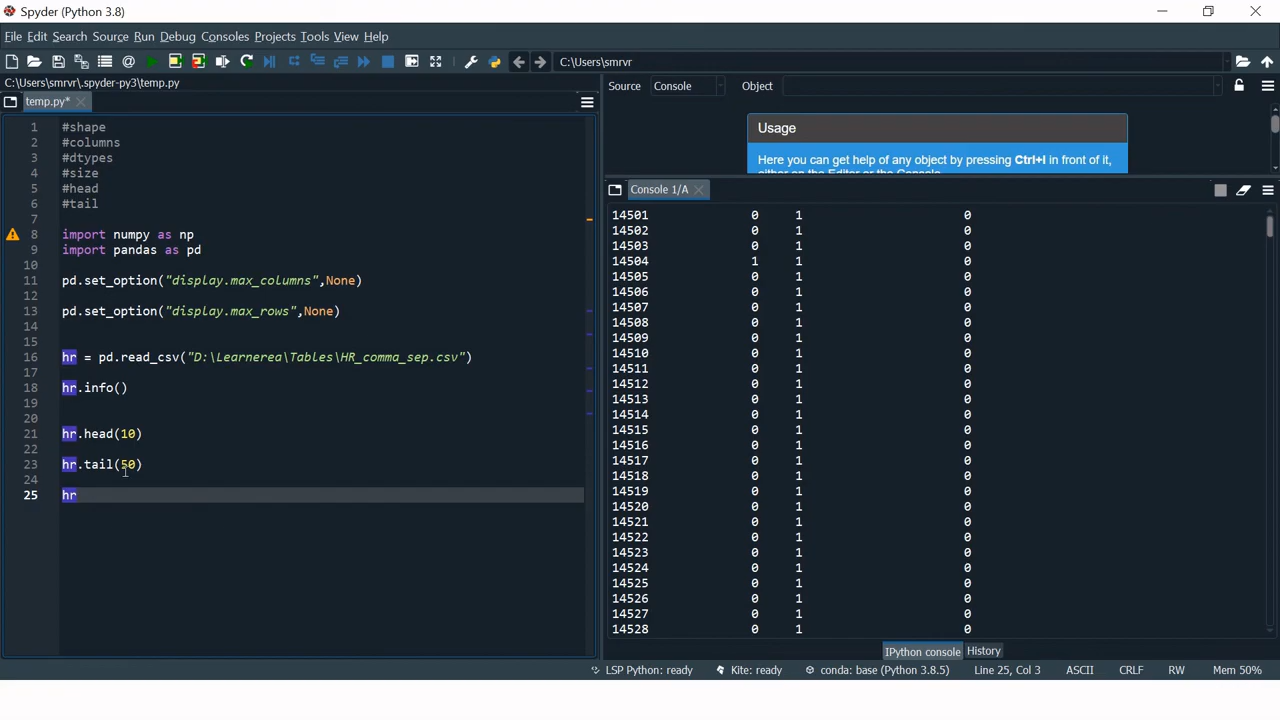 Spyder (Python 3.8)
File Edit Search Source Run Debug Consoles Projects Tools View Help
C:\Users\smrvr
C:\Users\smrvr\.spyder-py3\temp.py
temp.py*
1 #shape
2 #columns
3 #dtypes
4 #size
5 #head
6 #tail
7
8 import numpy as np
9 import pandas as pd
10
11 pd.set_option("display.max_columns",None)
12
13 pd.set_option("display.max_rows",None)
14
15
16 hr = pd.read_csv("D:\Learnerea\Tables\HR_comma_sep.csv")
17
18 hr.info()
19
20
21 hr.head(10)
22
23 hr.tail(50)
24
25 hr
Source Console Object
Usage
Here you can get help of any object by pressing Ctrl+I in front of it,
either on the Editor or the Console.
Console 1/A
14501 0 1 0
14502 0 1 0
14503 0 1 0
14504 1 1 0
14505 0 1 0
14506 0 1 0
14507 0 1 0
14508 0 1 0
14509 0 1 0
14510 0 1 0
14511 0 1 0
14512 0 1 0
14513 0 1 0
14514 0 1 0
14515 0 1 0
14516 0 1 0
14517 0 1 0
14518 0 1 0
14519 0 1 0
14520 0 1 0
14521 0 1 0
14522 0 1 0
14523 0 1 0
14524 0 1 0
14525 0 1 0
14526 0 1 0
14527 0 1 0
14528 0 1 0
IPython console History
LSP Python: ready Kite: ready conda: base (Python 3.8.5) Line 25, Col 3 ASCII CRLF RW Mem 50%